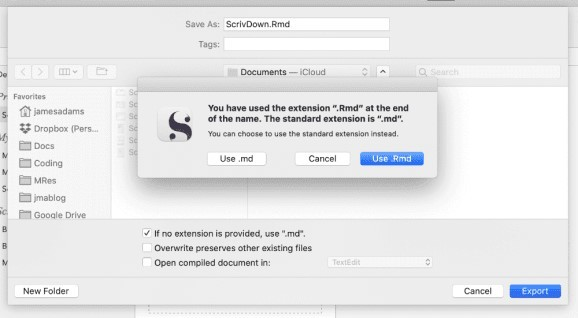 Save As: ScrivDown.Rmd
Tags:
Documents — iCloud
Search
Favorites
jamesadams
Dropbox (Pers...
Docs
Coding
MRes
jmablog
Google Drive
You have used the extension “.Rmd” at the end
of the name. The standard extension is “.md”.
You can choose to use the standard extension instead.
Use .md
Cancel
Use .Rmd
If no extension is provided, use ".md".
Overwrite preserves other existing files
Open compiled document in: TextEdit
New Folder
Cancel
Export